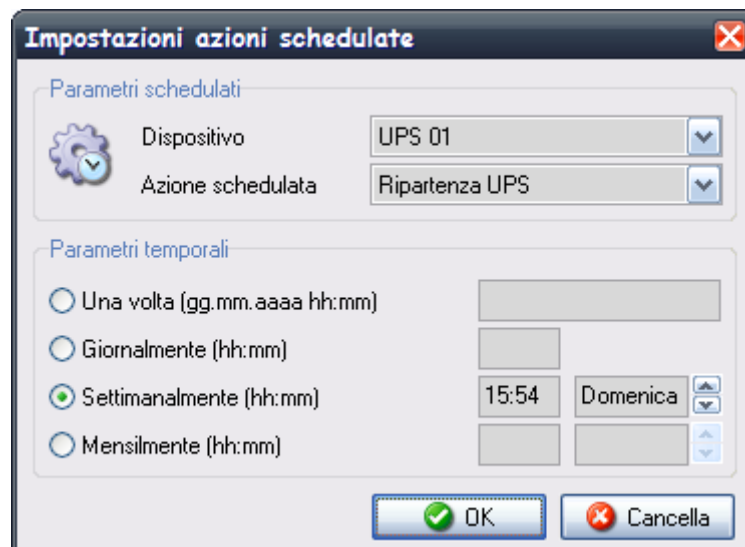 Impostazioni azioni schedulate
Parametri schedulati
Dispositivo UPS 01
Azione schedulata Ripartenza UPS
Parametri temporali
Una volta (gg.mm.aaaa hh:mm)
Giornalmente (hh:mm)
Settimanalmente (hh:mm) 15:54 Domenica
Mensilmente (hh:mm)
OK Cancella